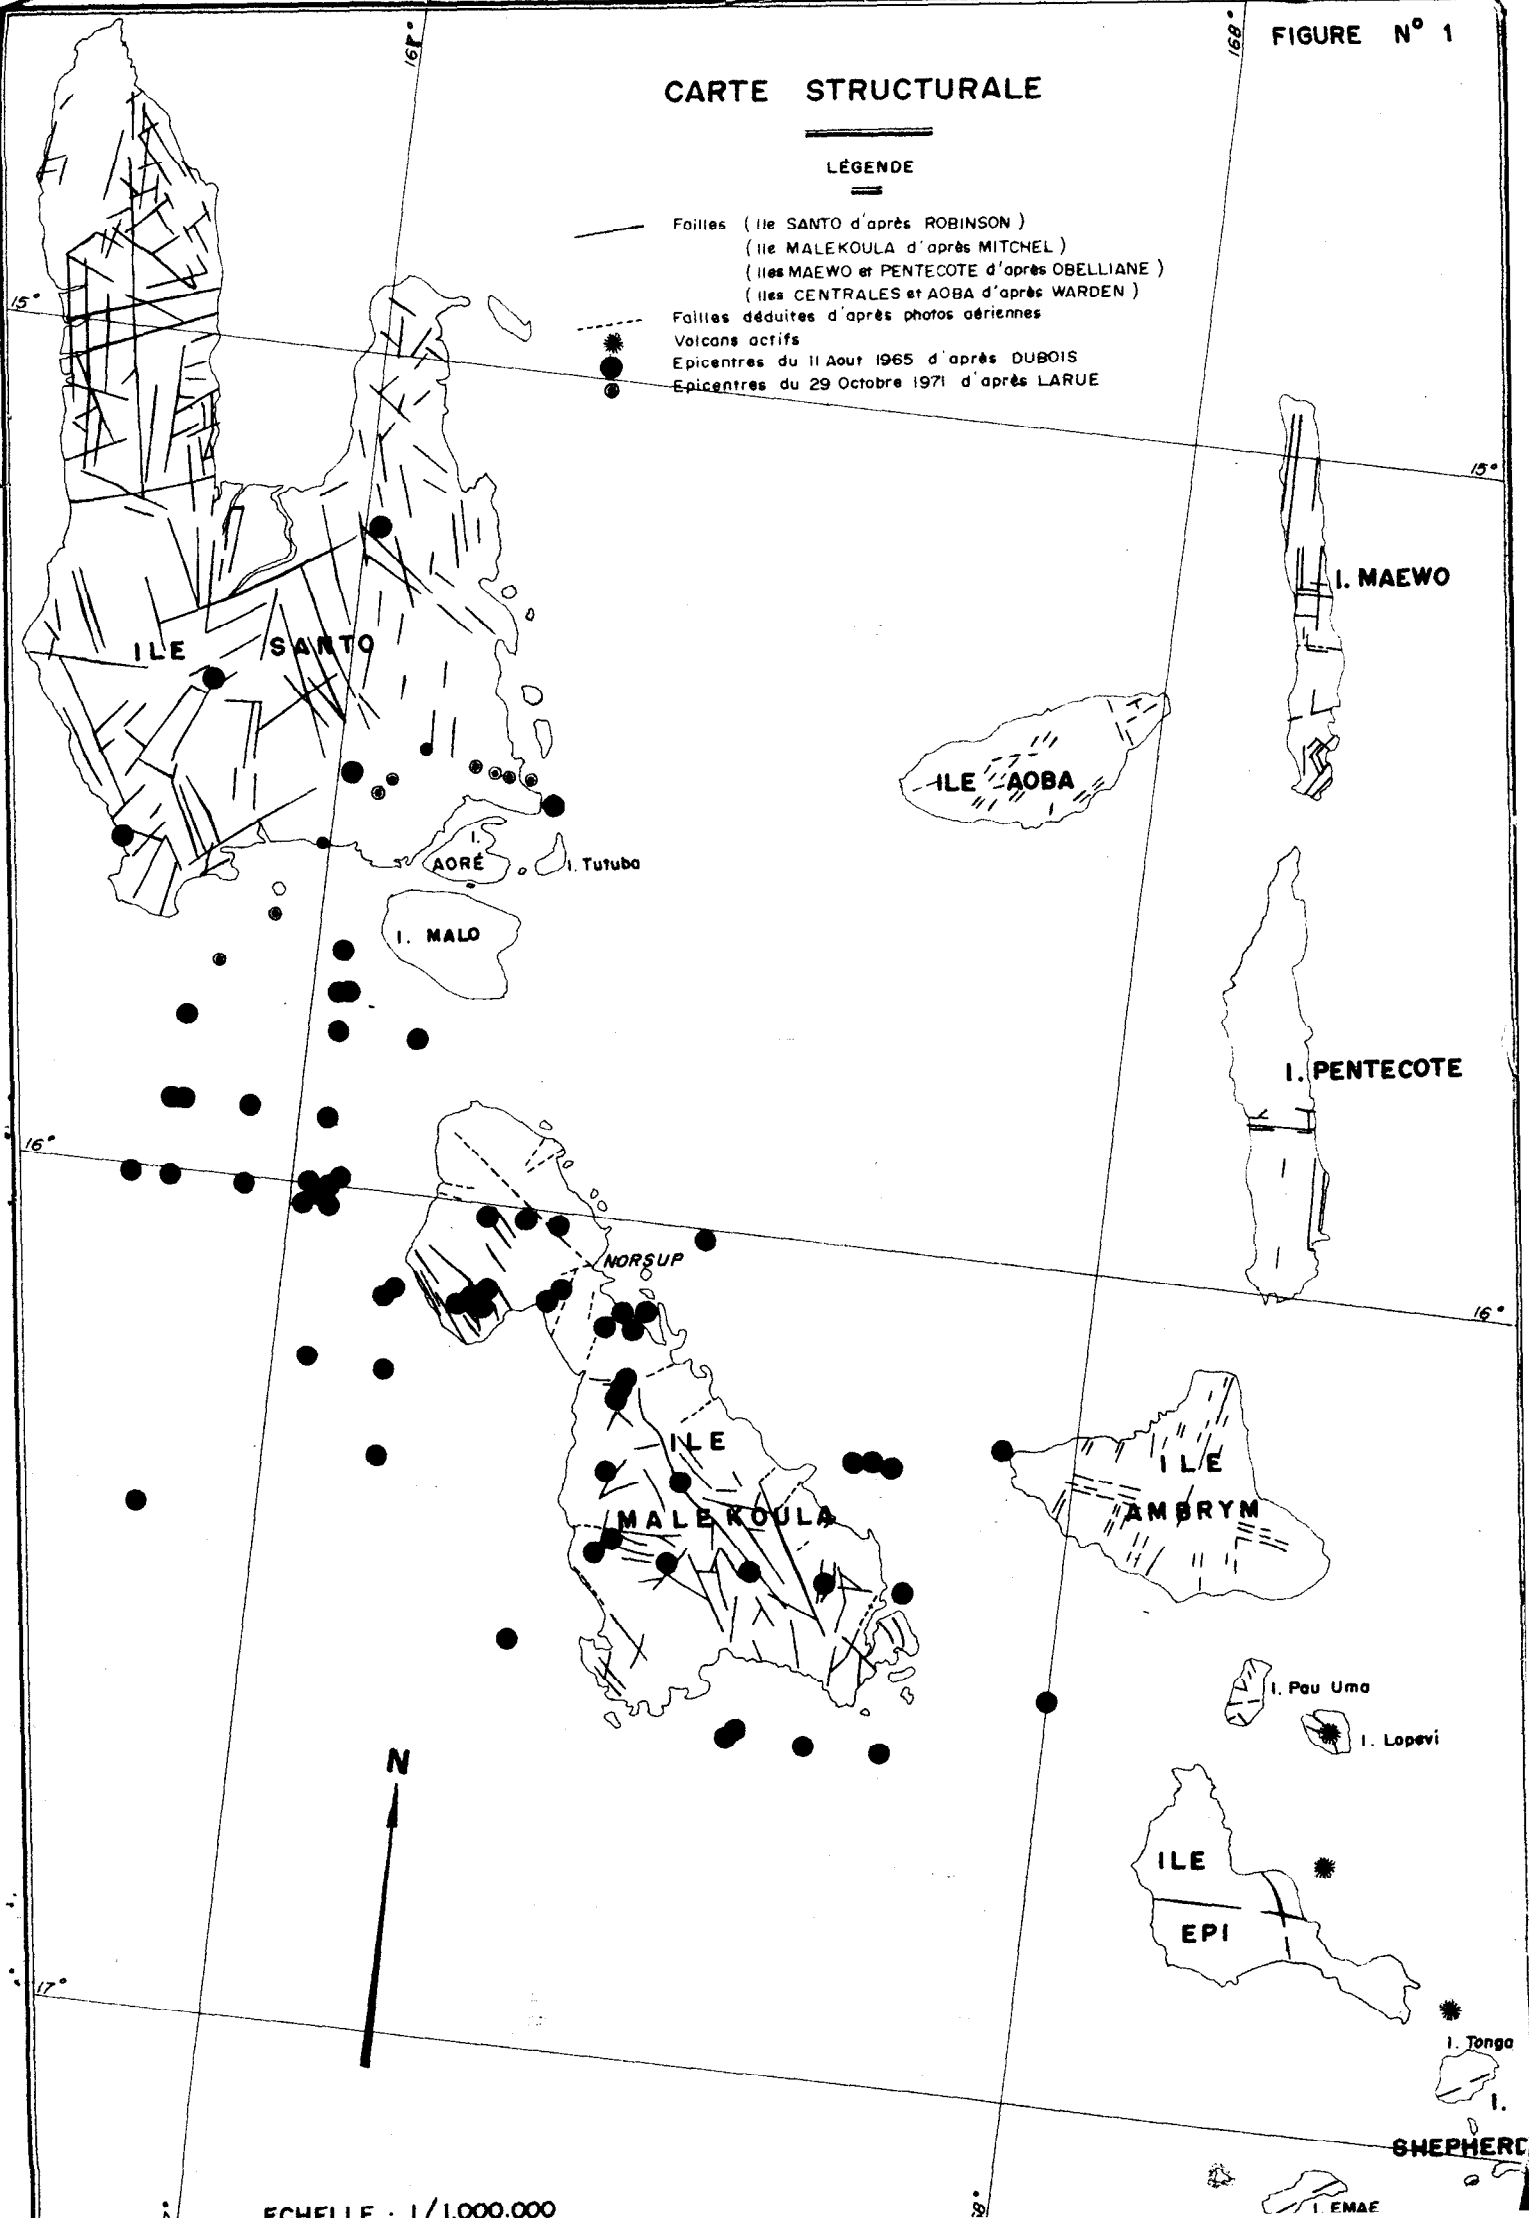 FIGURE N° 1
167°
168°
CARTE STRUCTURALE
LÉGENDE
Failles ( Ile SANTO d'après ROBINSON )
( Ile MALEKOULA d'après MITCHEL )
( Iles MAEWO et PENTECOTE d'après OBELLIANE )
( Iles CENTRALES et AOBA d'après WARDEN )
Failles déduites d'après photos aériennes
Volcans actifs
Epicentres du 11 Aout 1965 d'après DUBOIS
Epicentres du 29 Octobre 1971 d'après LARUE
15°
15°
I. MAEWO
ILE SANTO
ILE AOBA
I. AORÉ
I. Tutuba
I. MALO
I. PENTECOTE
16°
NORSUP
16°
ILE MALEKOULA
ILE AMBRYM
I. Pau Uma
I. Lopevi
N
ILE EPI
17°
I. Tonga
I. SHEPHERD
I. EMAE
ECHELLE : 1/1.000.000